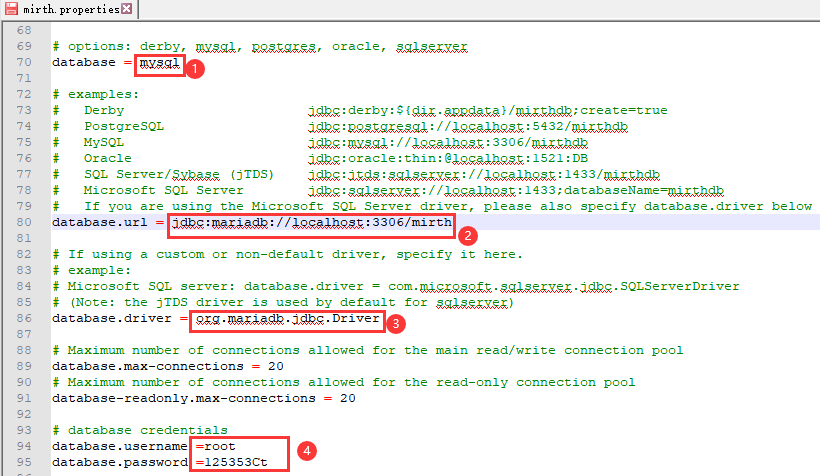 mirth.properties
68
69 # options: derby, mysql, postgres, oracle, sqlserver
70 database = mysql 1
71
72 # examples:
73 # Derby jdbc:derby:${dir.appdata}/mirthdb;create=true
74 # PostgreSQL jdbc:postgresql://localhost:5432/mirthdb
75 # MySQL jdbc:mysql://localhost:3306/mirthdb
76 # Oracle jdbc:oracle:thin:@localhost:1521:DB
77 # SQL Server/Sybase (jTDS) jdbc:jtds:sqlserver://localhost:1433/mirthdb
78 # Microsoft SQL Server jdbc:sqlserver://localhost:1433;databaseName=mirthdb
79 # If you are using the Microsoft SQL Server driver, please also specify database.driver below
80 database.url = jdbc:mariadb://localhost:3306/mirth 2
81
82 # If using a custom or non-default driver, specify it here.
83 # example:
84 # Microsoft SQL server: database.driver = com.microsoft.sqlserver.jdbc.SQLServerDriver
85 # (Note: the jTDS driver is used by default for sqlserver)
86 database.driver = org.mariadb.jdbc.Driver 3
87
88 # Maximum number of connections allowed for the main read/write connection pool
89 database.max-connections = 20
90 # Maximum number of connections allowed for the read-only connection pool
91 database-readonly.max-connections = 20
92
93 # database credentials
94 database.username =root 4
95 database.password =125353Ct